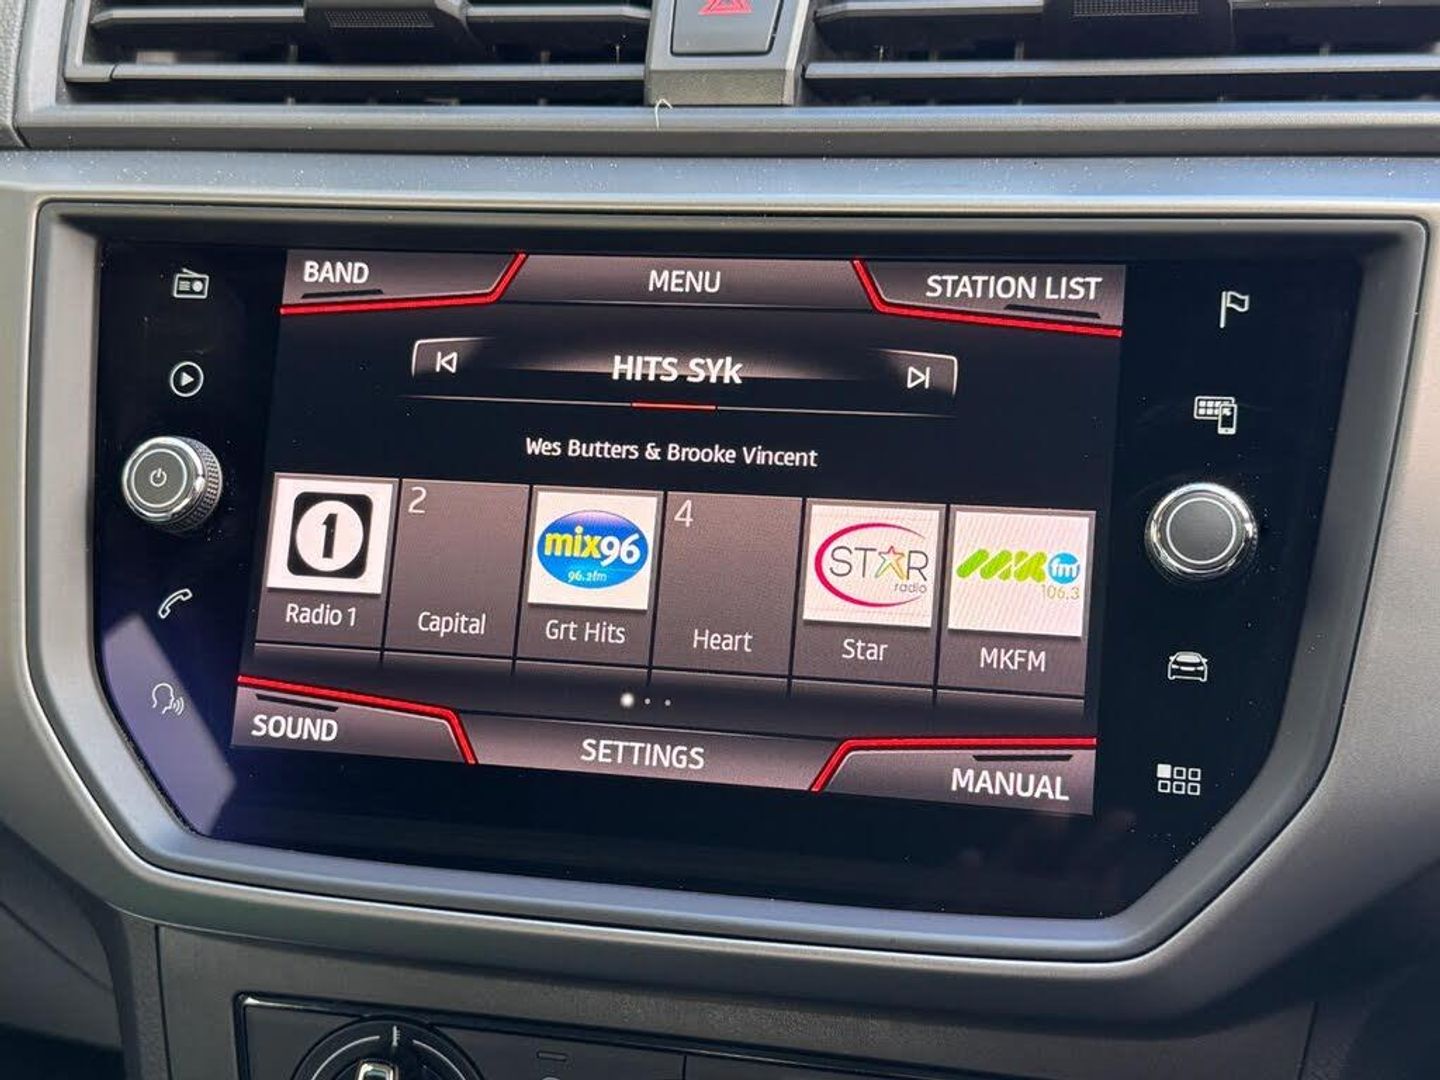 BAND
MENU
STATION LIST
HITS SYk
Wes Butters & Brooke Vincent
1
2
mix96
96.2fm
4
STAR
radio
MK fm
106.3
Radio 1
Capital
Grt Hits
Heart
Star
MKFM
SOUND
SETTINGS
MANUAL